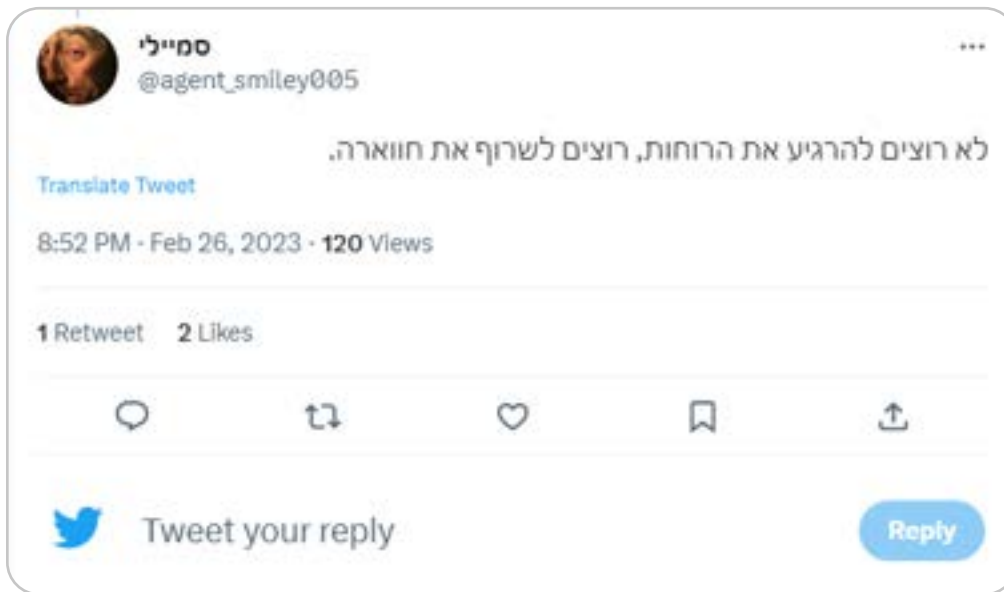 סמיילי
@agent_smiley005
לא רוצים להרגיע את הרוחות, רוצים לשרוף את חווארה.
Translate Tweet
8:52 PM · Feb 26, 2023 · 120 Views
1 Retweet 2 Likes
Tweet your reply
Reply